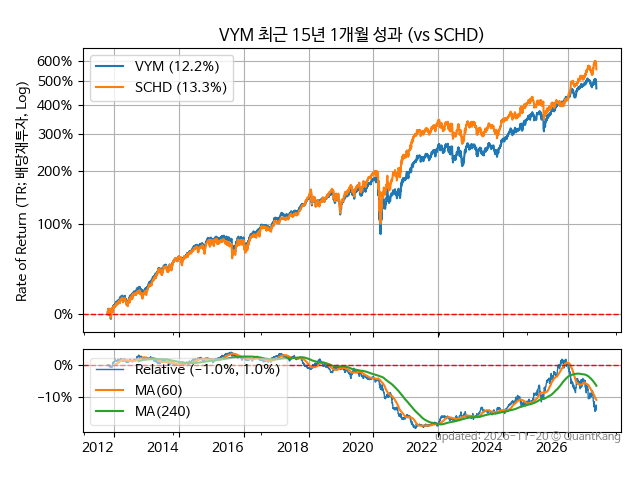 VYM 최근 15년 1개월 성과 (vs SCHD)
Rate of Return (TR: 배당재투자, Log)
600%
500%
400%
300%
200%
100%
0%
VYM (12.2%)
SCHD (13.3%)
0%
−10%
Relative (−1.0%, 1.0%)
MA(60)
MA(240)
2012 2014 2016 2018 2020 2022 2024 2026
updated: 2026-11-20 © QuantKang